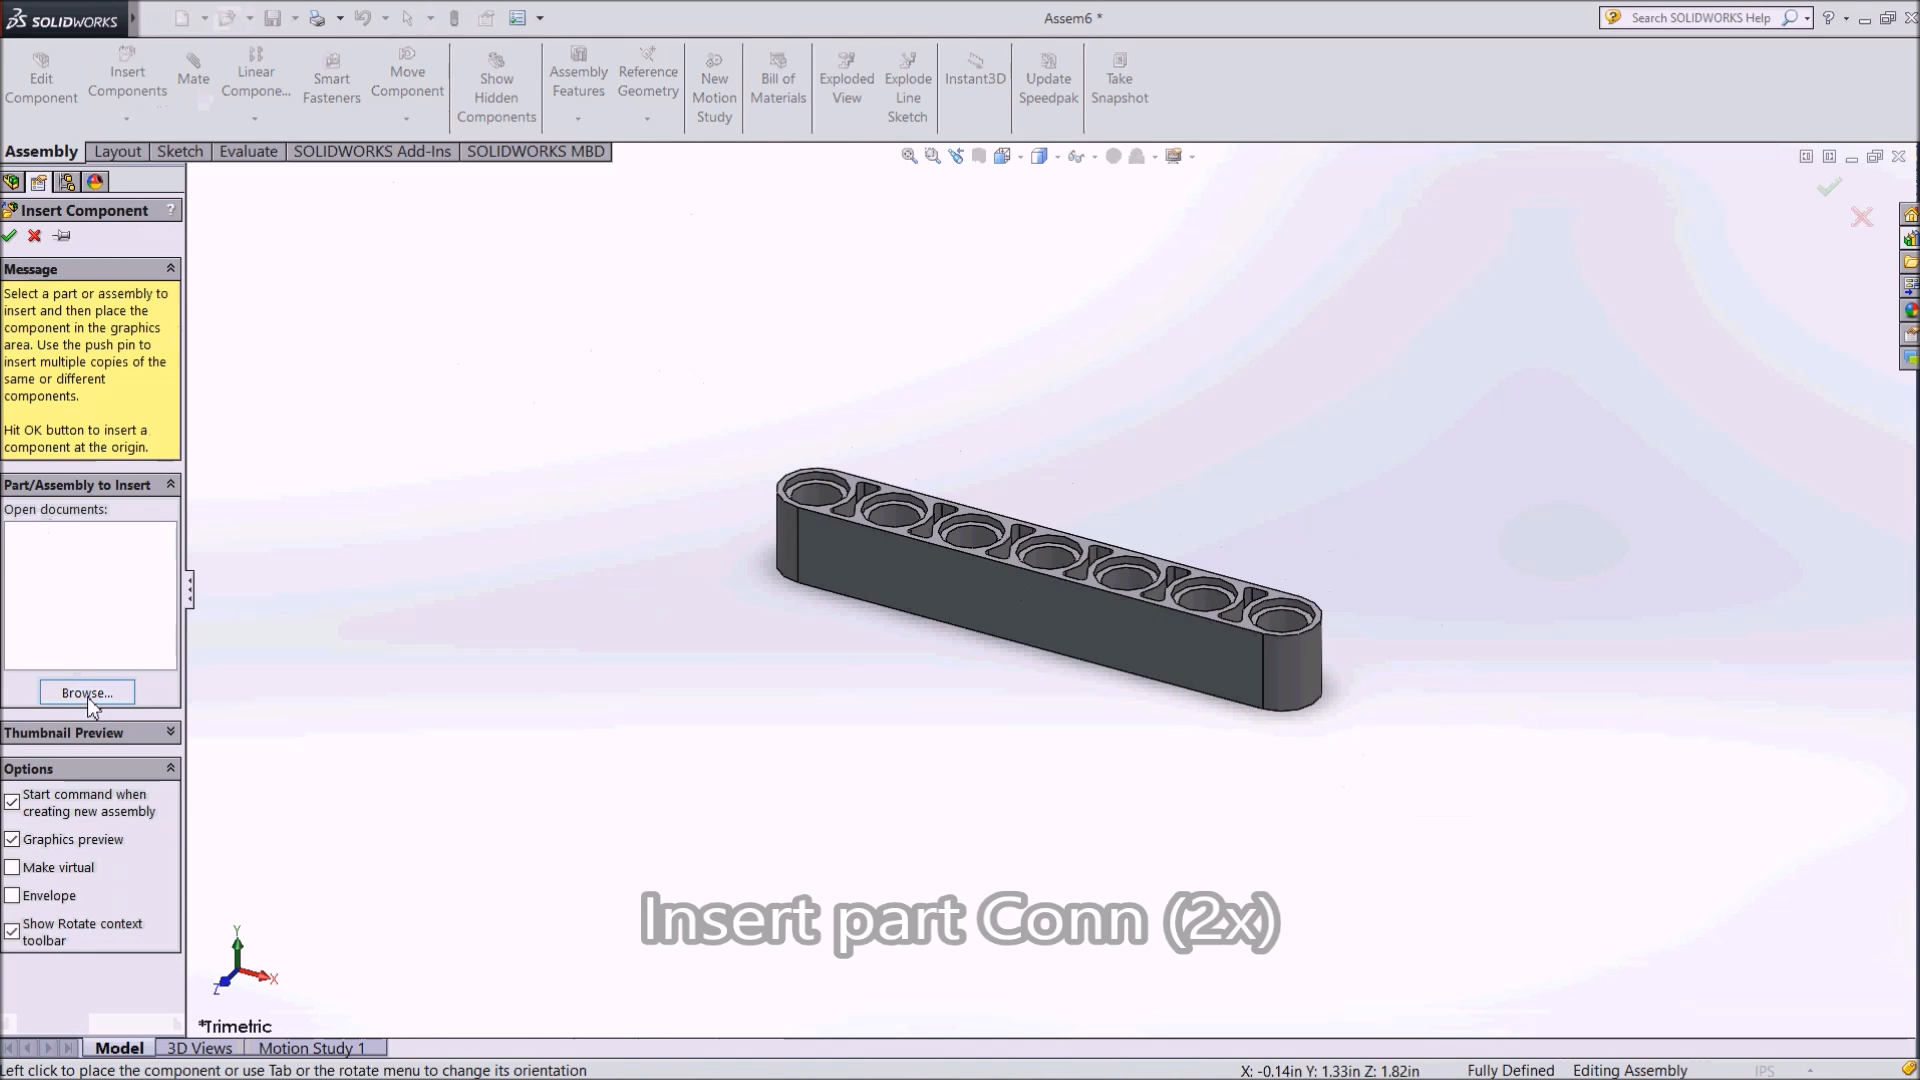 SOLIDWORKS
Assem6 *
Search SOLIDWORKS Help
Edit Component
Insert Components
Mate
Linear Compone...
Smart Fasteners
Move Component
Show Hidden Components
Assembly Features
Reference Geometry
New Motion Study
Bill of Materials
Exploded View
Explode Line Sketch
Instant3D
Update Speedpak
Take Snapshot
Assembly
Layout
Sketch
Evaluate
SOLIDWORKS Add-Ins
SOLIDWORKS MBD
Insert Component
?
Message
Select a part or assembly to
insert and then place the
component in the graphics
area. Use the push pin to
insert multiple copies of the
same or different
components.
Hit OK button to insert a
component at the origin.
Part/Assembly to Insert
Open documents:
Browse...
Thumbnail Preview
Options
Start command when
creating new assembly
Graphics preview
Make virtual
Envelope
Show Rotate context
toolbar
Insert part Conn (2x)
Y
X
Z
*Trimetric
Model
3D Views
Motion Study 1
Left click to place the component or use Tab or the rotate menu to change its orientation
X: -0.14in Y: 1.33in Z: 1.82in
Fully Defined
Editing Assembly
IPS